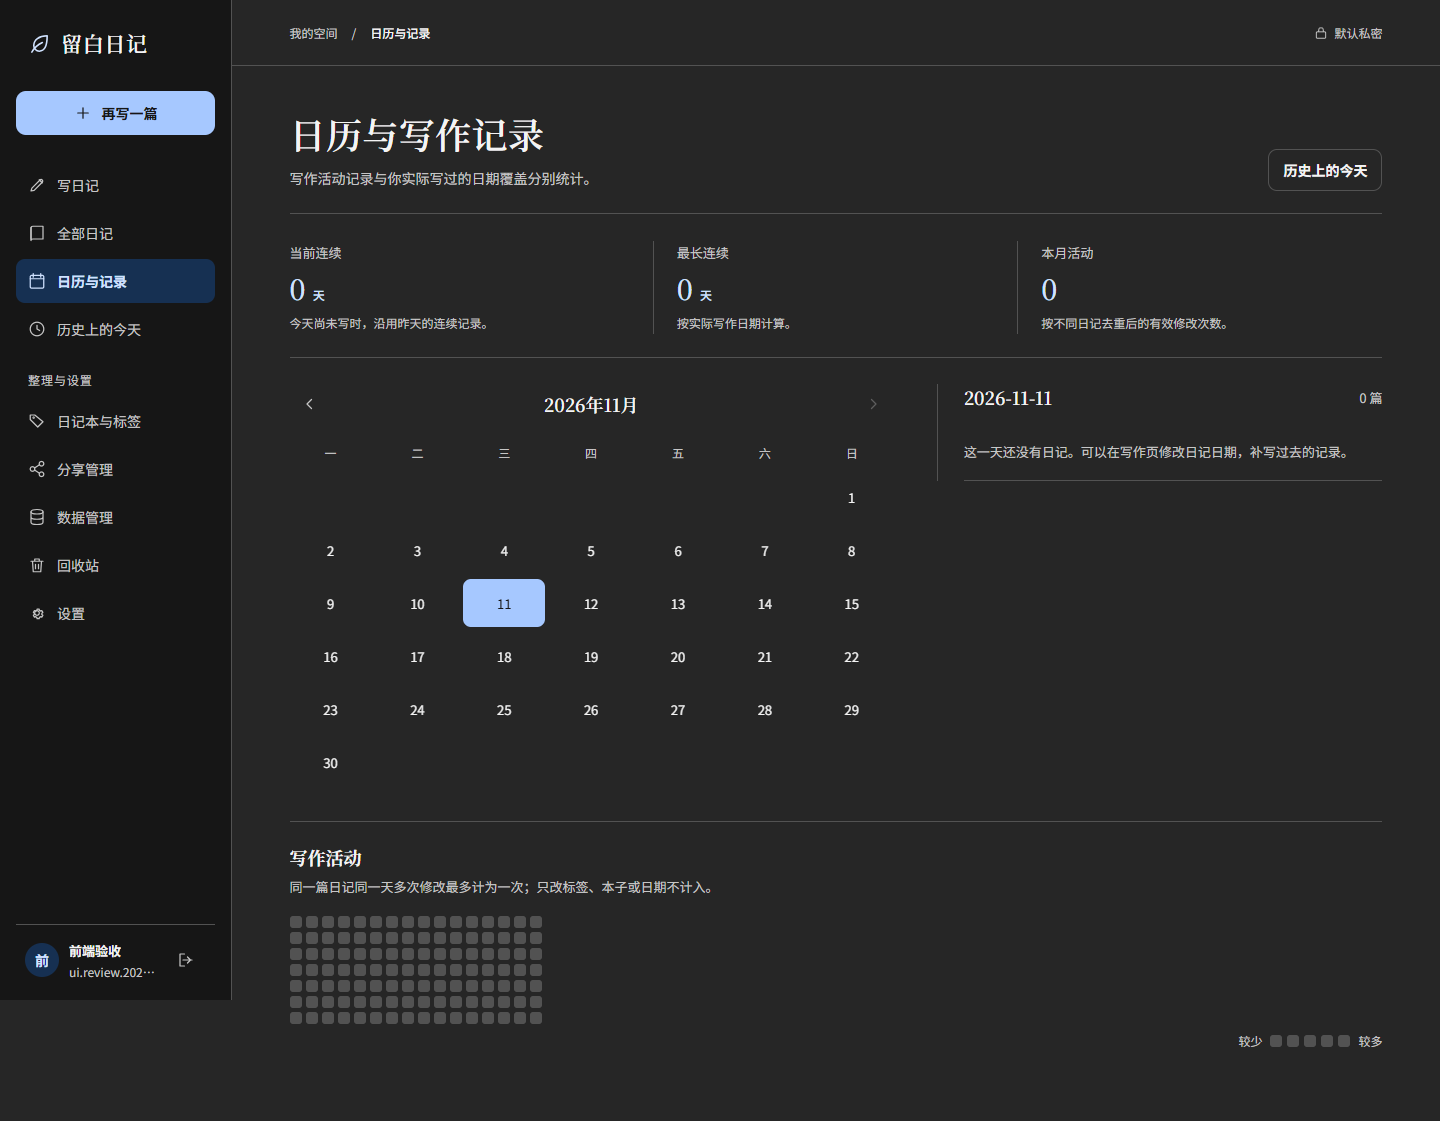 留白日记
再写一篇
写日记
全部日记
日历与记录
历史上的今天
整理与设置
日记本与标签
分享管理
数据管理
回收站
设置
前
前端验收
ui.review.202…
我的空间 / 日历与记录
默认私密
日历与写作记录
写作活动记录与你实际写过的日期覆盖分别统计。
历史上的今天
当前连续
0 天
今天尚未写时，沿用昨天的连续记录。
最长连续
0 天
按实际写作日期计算。
本月活动
0
按不同日记去重后的有效修改次数。
2026年11月
一 二 三 四 五 六 日
1
2 3 4 5 6 7 8
9 10 11 12 13 14 15
16 17 18 19 20 21 22
23 24 25 26 27 28 29
30
2026-11-11
0 篇
这一天还没有日记。可以在写作页修改日记日期，补写过去的记录。
写作活动
同一篇日记同一天多次修改最多计为一次；只改标签、本子或日期不计入。
较少 较多